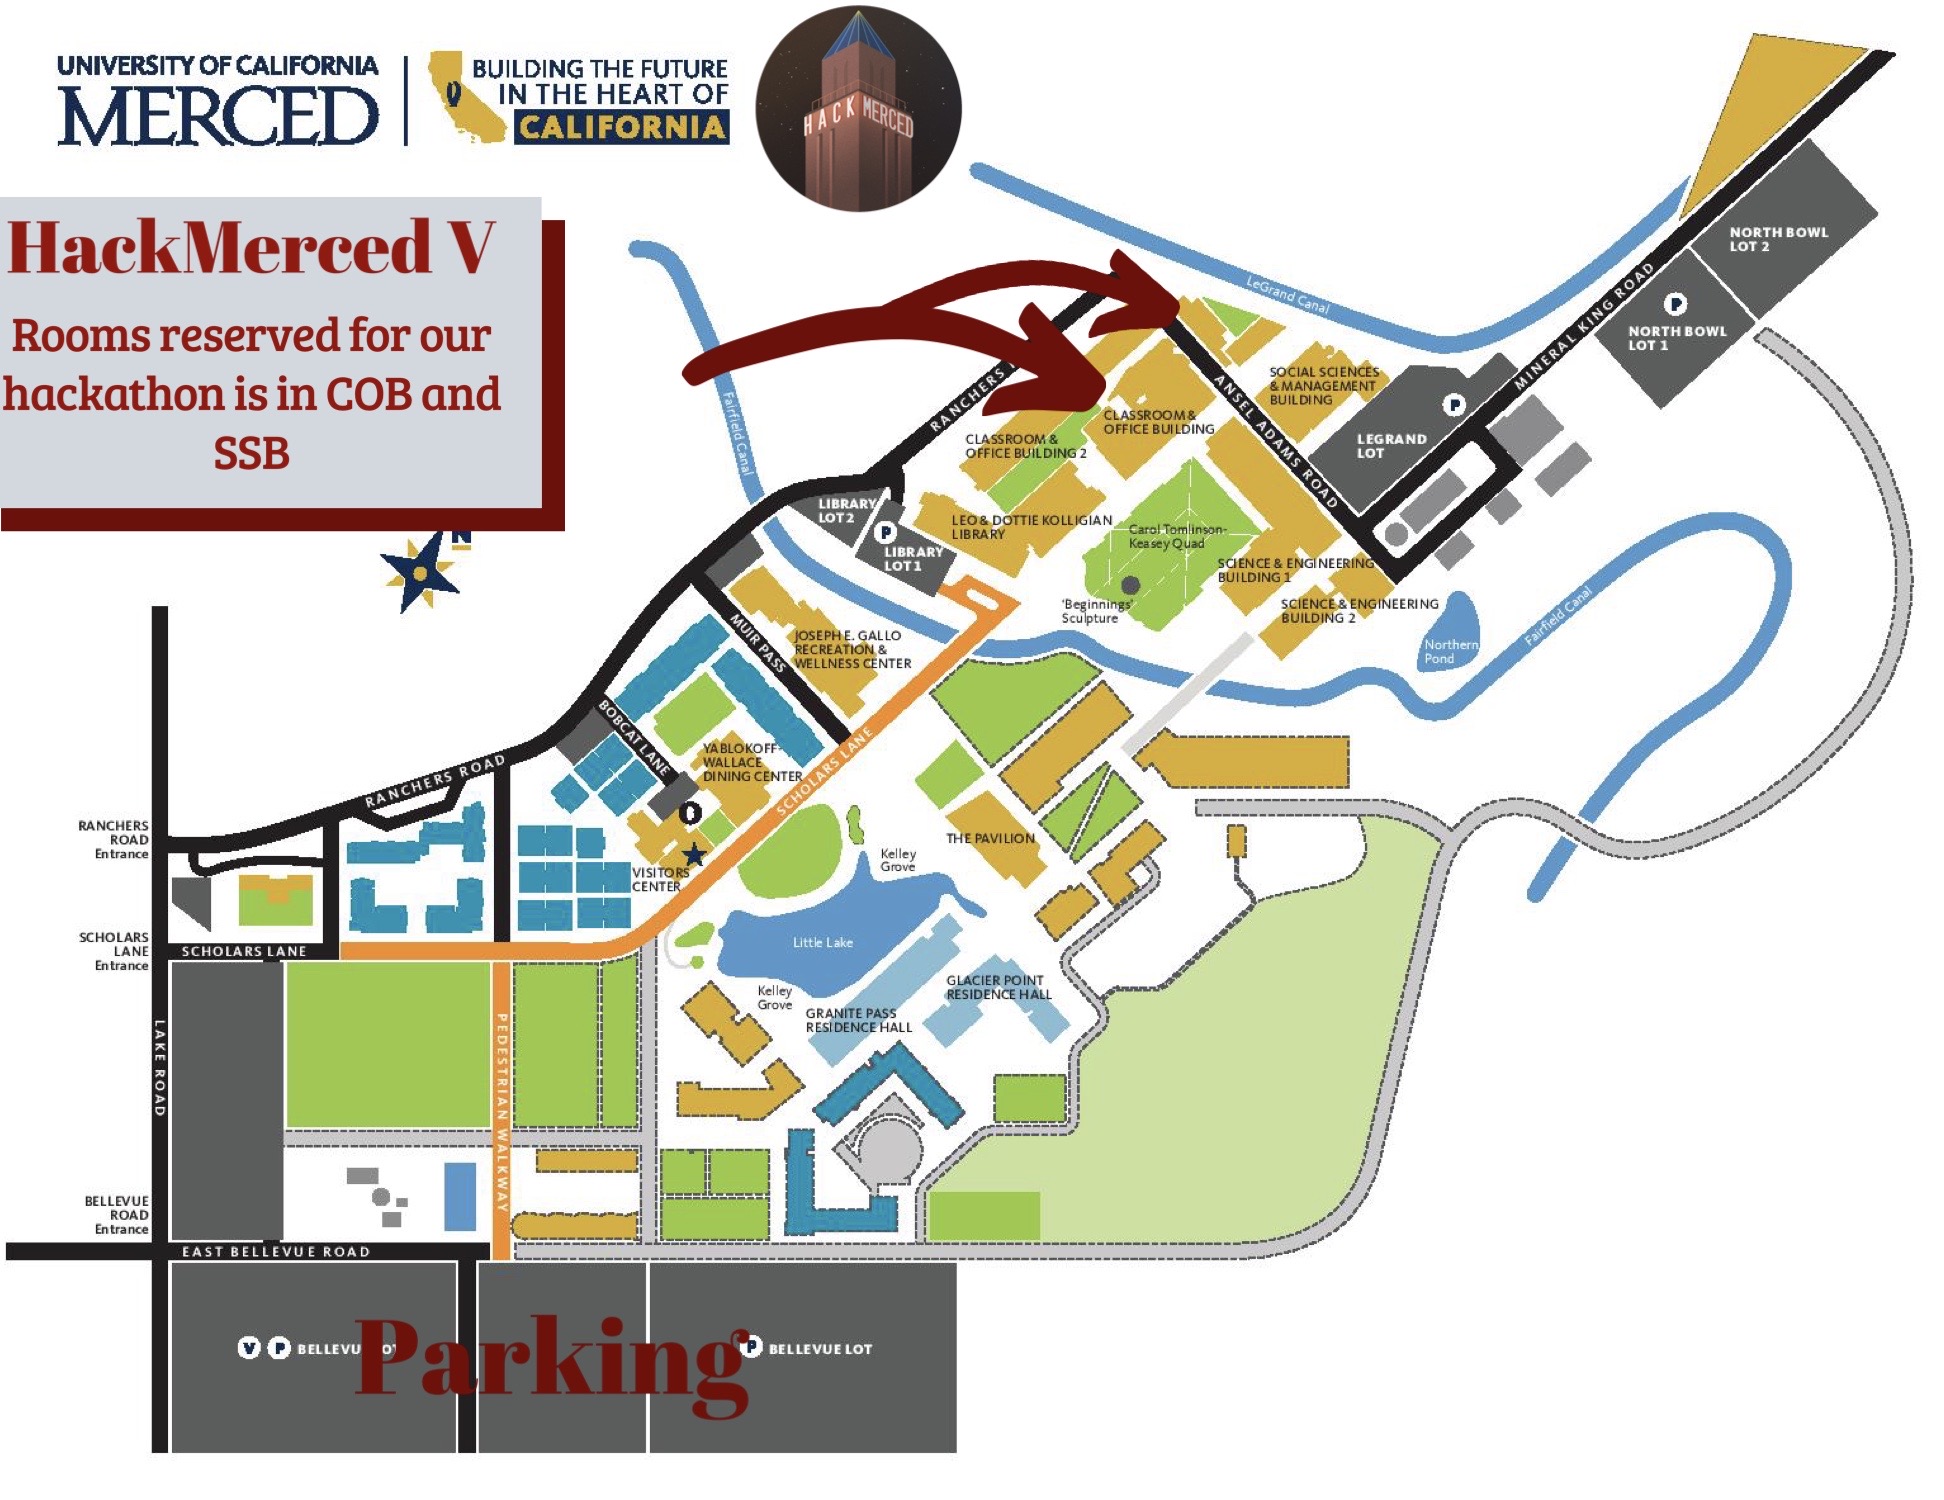 UNIVERSITY OF CALIFORNIA
MERCED
BUILDING THE FUTURE
IN THE HEART OF
CALIFORNIA
HACK MERCED
HackMerced V
Rooms reserved for our
hackathon is in COB and
SSB
N
LeGrand Canal
NORTH BOWL
LOT 2
P
NORTH BOWL
LOT 1
MINERAL KING ROAD
Fairfield Canal
RANCHERS
ANSEL ADAMS ROAD
SOCIAL SCIENCES
& MANAGEMENT
BUILDING
P
LEGRAND
LOT
CLASSROOM &
OFFICE BUILDING
CLASSROOM &
OFFICE BUILDING 2
LIBRARY
LOT 2
P
LIBRARY
LOT 1
LEO & DOTTIE KOLLIGIAN
LIBRARY
Carol Tomlinson-
Keasey Quad
SCIENCE & ENGINEERING
BUILDING 1
'Beginnings'
Sculpture
SCIENCE & ENGINEERING
BUILDING 2
Northern
Pond
Fairfield Canal
MUIR PASS
JOSEPH E. GALLO
RECREATION &
WELLNESS CENTER
BOBCAT LANE
YABLOKOFF-
WALLACE
DINING CENTER
SCHOLARS LANE
RANCHERS ROAD
RANCHERS
ROAD
Entrance
THE PAVILION
VISITORS
CENTER
Kelley
Grove
SCHOLARS
LANE
Entrance
SCHOLARS LANE
Little Lake
GLACIER POINT
RESIDENCE HALL
Kelley
Grove
GRANITE PASS
RESIDENCE HALL
LAKE ROAD
PEDESTRIAN WALKWAY
BELLEVUE
ROAD
Entrance
EAST BELLEVUE ROAD
V P BELLEVUE LOT
Parking
P BELLEVUE LOT